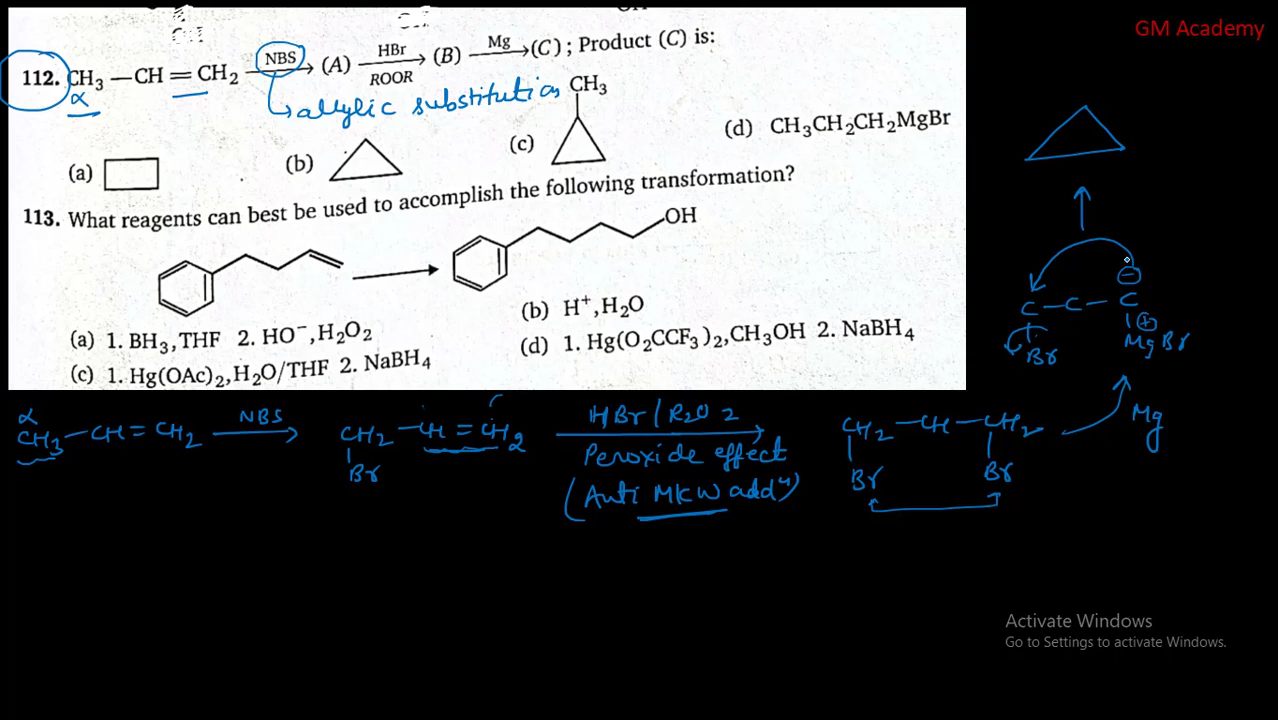 GM Academy
112. CH3 — CH = CH2 NBS → (A) HBr ROOR → (B) Mg → (C) ; Product (C) is:
α
allylic substitution
(a) (b) (c) CH3 (d) CH3CH2CH2MgBr
113. What reagents can best be used to accomplish the following transformation?
OH
(a) 1. BH3,THF 2. HO−,H2O2
(b) H+,H2O
(c) 1. Hg(OAc)2,H2O/THF 2. NaBH4
(d) 1. Hg(O2CCF3)2,CH3OH 2. NaBH4
C — C — C
− +
Br MgBr
Mg
α
CH3 — CH = CH2 NBS → CH2 — CH = CH2 HBr / R2O2 → CH2 — CH — CH2
Br Br Br
Peroxide effect
(Anti MKW addn)
Activate Windows
Go to Settings to activate Windows.